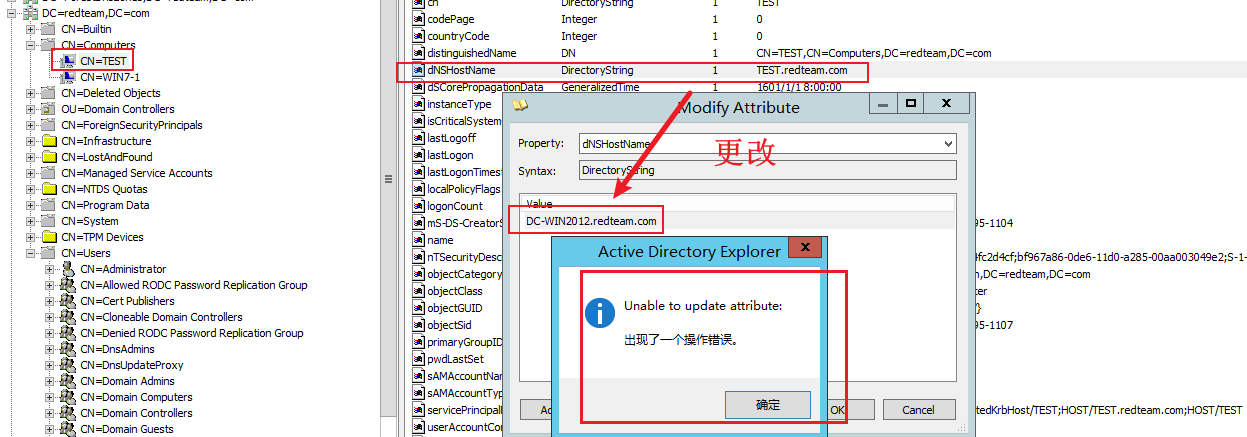 DC=redteam,DC=com
CN=Builtin
CN=Computers
CN=TEST
CN=WIN7-1
CN=Deleted Objects
OU=Domain Controllers
CN=ForeignSecurityPrincipals
CN=Infrastructure
CN=LostAndFound
CN=Managed Service Accounts
CN=NTDS Quotas
CN=Program Data
CN=System
CN=TPM Devices
CN=Users
CN=Administrator
CN=Allowed RODC Password Replication Group
CN=Cert Publishers
CN=Cloneable Domain Controllers
CN=Denied RODC Password Replication Group
CN=DnsAdmins
CN=DnsUpdateProxy
CN=Domain Admins
CN=Domain Computers
CN=Domain Controllers
CN=Domain Guests
cn DirectoryString 1 TEST
codePage Integer 1 0
countryCode Integer 1 0
distinguishedName DN 1 CN=TEST,CN=Computers,DC=redteam,DC=com
dNSHostName DirectoryString 1 TEST.redteam.com
dSCorePropagationData GeneralizedTime 1 1601/1/1 8:00:00
instanceType
isCriticalSystem
lastLogoff
lastLogon
lastLogonTimest
localPolicyFlags
logonCount
mS-DS-CreatorS 95-1104
name
nTSecurityDesc 4fc2d4cf;bf967a86-0de6-11d0-a285-00aa003049e2;S-1-
objectCategory DC=redteam,DC=com
objectClass ter
objectGUID }
objectSid 95-1107
primaryGroupID
pwdLastSet
sAMAccountNam
sAMAccountTyp
servicePrincipal tedKrbHost/TEST;HOST/TEST.redteam.com;HOST/TEST
userAccountCor
Modify Attribute
Property: dNSHostName
更改
Syntax: DirectoryString
Value
DC-WIN2012.redteam.com
Active Directory Explorer
Unable to update attribute:
出现了一个操作错误。
确定
Ad OK Cancel